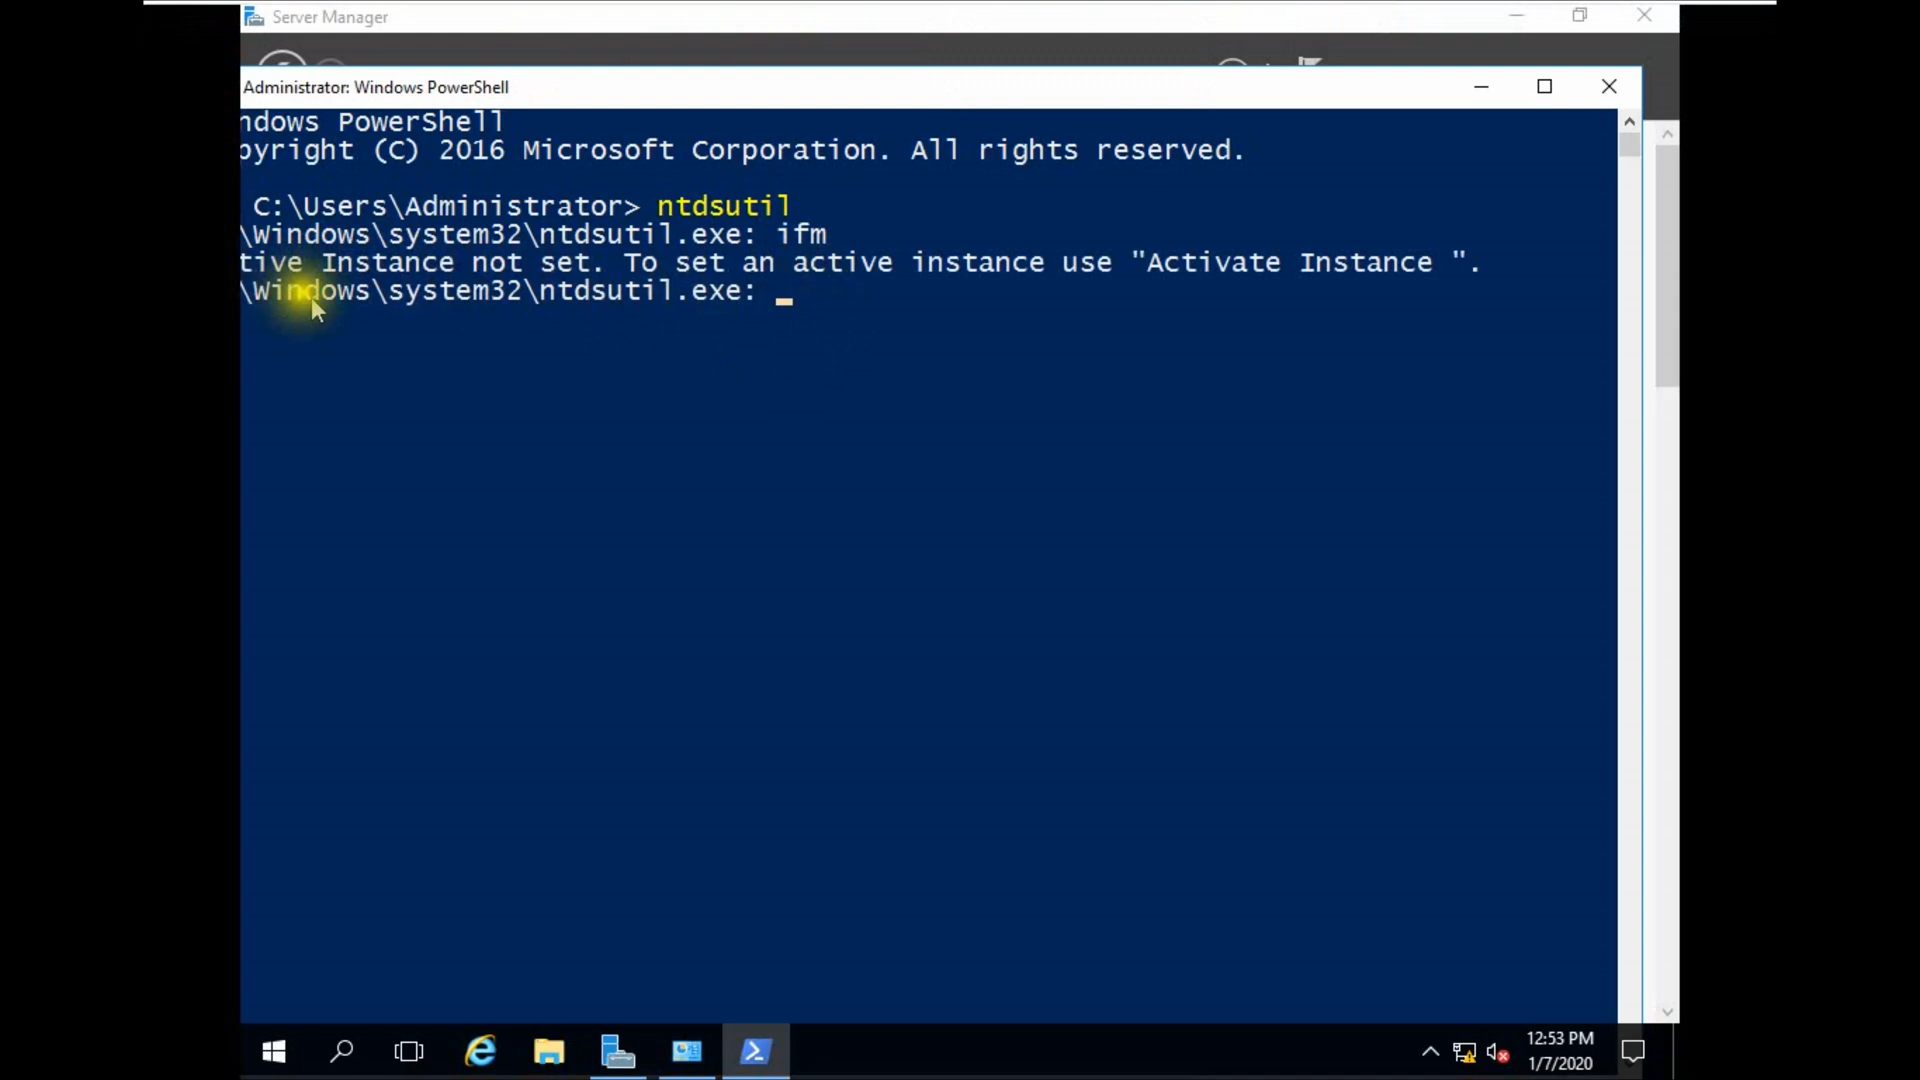 Server Manager
Administrator: Windows PowerShell
ndows PowerShell
pyright (C) 2016 Microsoft Corporation. All rights reserved.
C:\Users\Administrator> ntdsutil
\Windows\system32\ntdsutil.exe: ifm
tive Instance not set. To set an active instance use "Activate Instance ".
\Windows\system32\ntdsutil.exe:
12:53 PM
1/7/2020